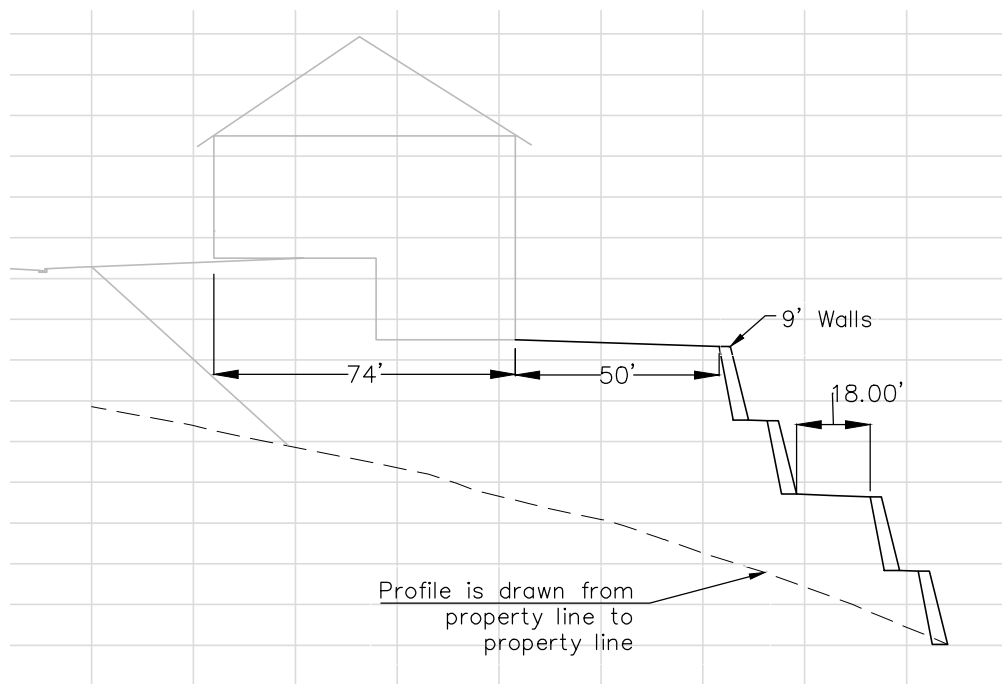 9' Walls
74'
50'
18.00'
Profile is drawn from
property line to
property line